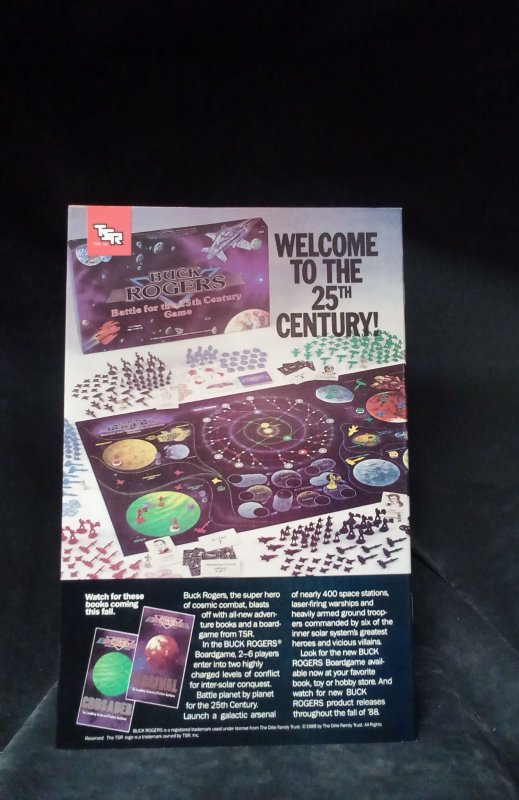 TSR
WELCOME
TO THE
25TH
CENTURY!
BUCK
ROGERS
Battle for the 25th Century
Game
Watch for these
books coming
this fall.
CRUSADER
ARRIVAL
Buck Rogers, the super hero
of cosmic combat, blasts
off with all-new adven-
ture books and a board-
game from TSR.
In the BUCK ROGERS®
Boardgame, 2–6 players
enter into two highly
charged levels of conflict
for inter-solar conquest.
Battle planet by planet
for the 25th Century.
Launch a galactic arsenal
of nearly 400 space stations,
laser-firing warships and
heavily armed ground troop-
ers commanded by six of the
inner solar systems greatest
heroes and vicious villains.
Look for the new BUCK
ROGERS Boardgame avail-
able now at your favorite
book, toy or hobby store. And
watch for new BUCK
ROGERS product releases
throughout the fall of '88.
BUCK ROGERS is a registered trademark used under license from The Dille Family Trust. ©1988 by The Dille Family Trust. All Rights
Reserved. The TSR logo is a trademark owned by TSR, Inc.